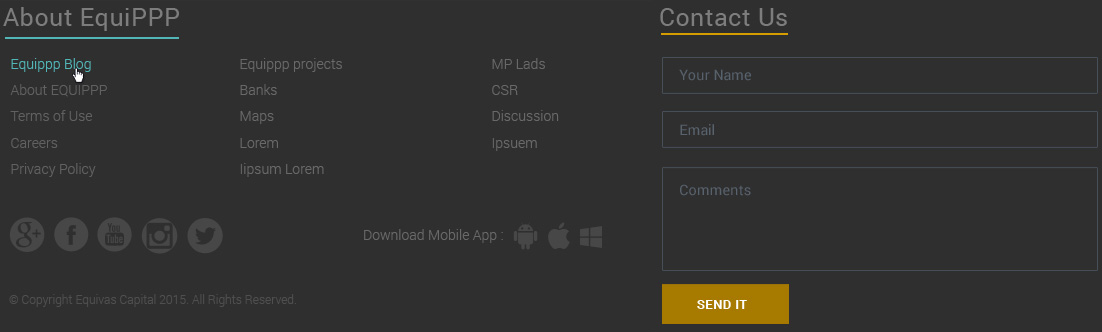 About EquiPPP
Equippp Blog
About EQUIPPP
Terms of Use
Careers
Privacy Policy
Equippp projects
Banks
Maps
Lorem
Iipsum Lorem
MP Lads
CSR
Discussion
Ipsuem
You Tube
Download Mobile App :
© Copyright Equivas Capital 2015. All Rights Reserved.
Contact Us
Your Name
Email
Comments
SEND IT